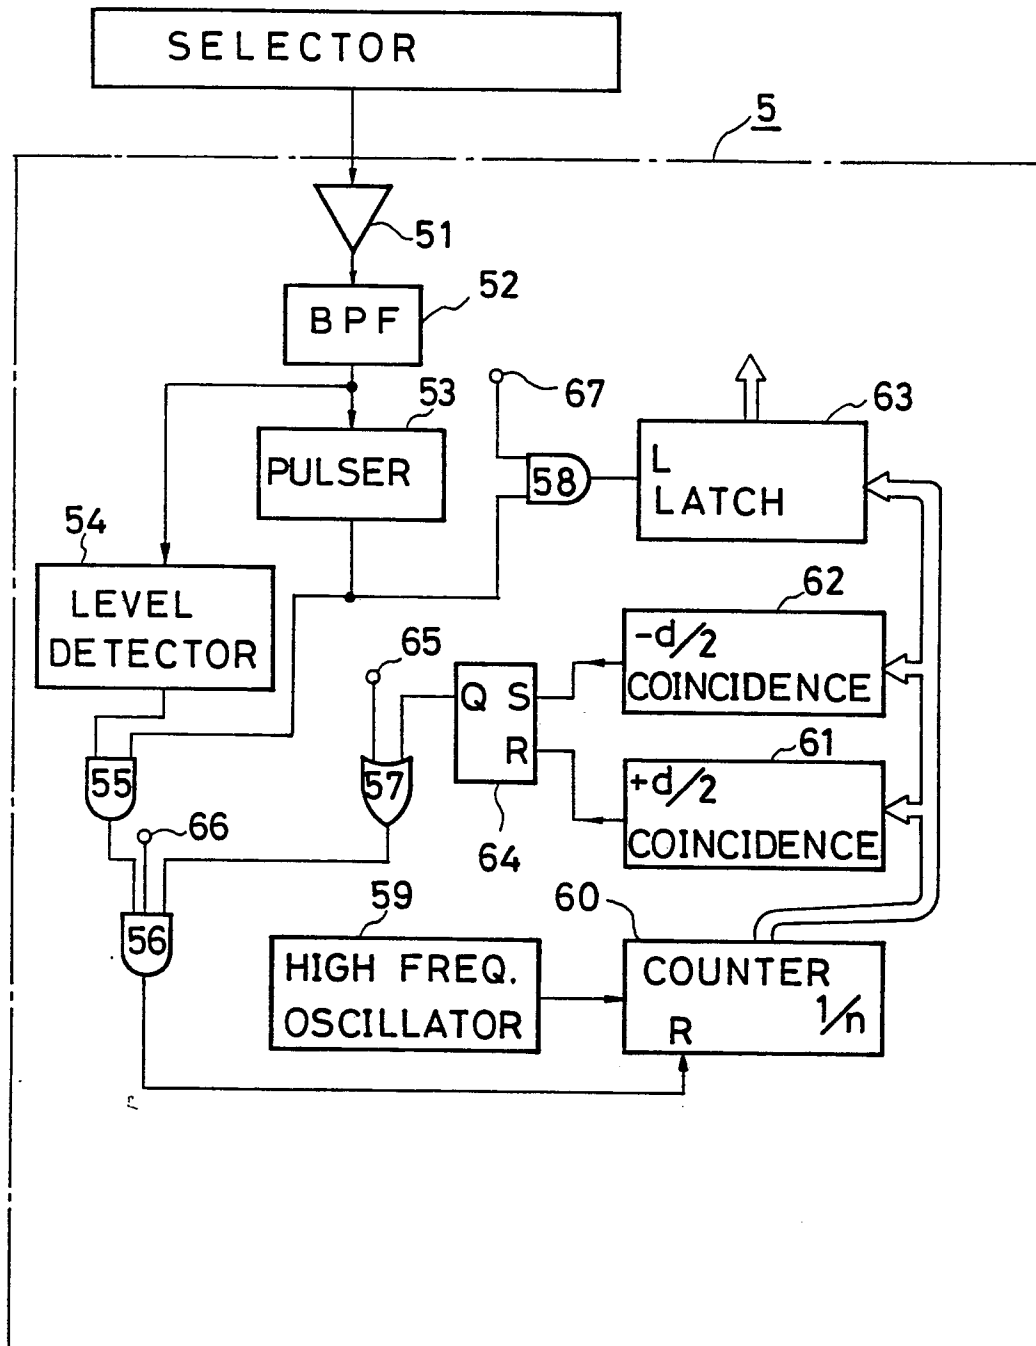 SELECTOR
5
51
BPF
52
67
53
63
PULSER
58
L
LATCH
54
LEVEL
DETECTOR
62
-d/2
COINCIDENCE
65
Q S
R
64
61
+d/2
COINCIDENCE
55
57
66
56
59
60
HIGH FREQ.
OSCILLATOR
COUNTER
1/n
R